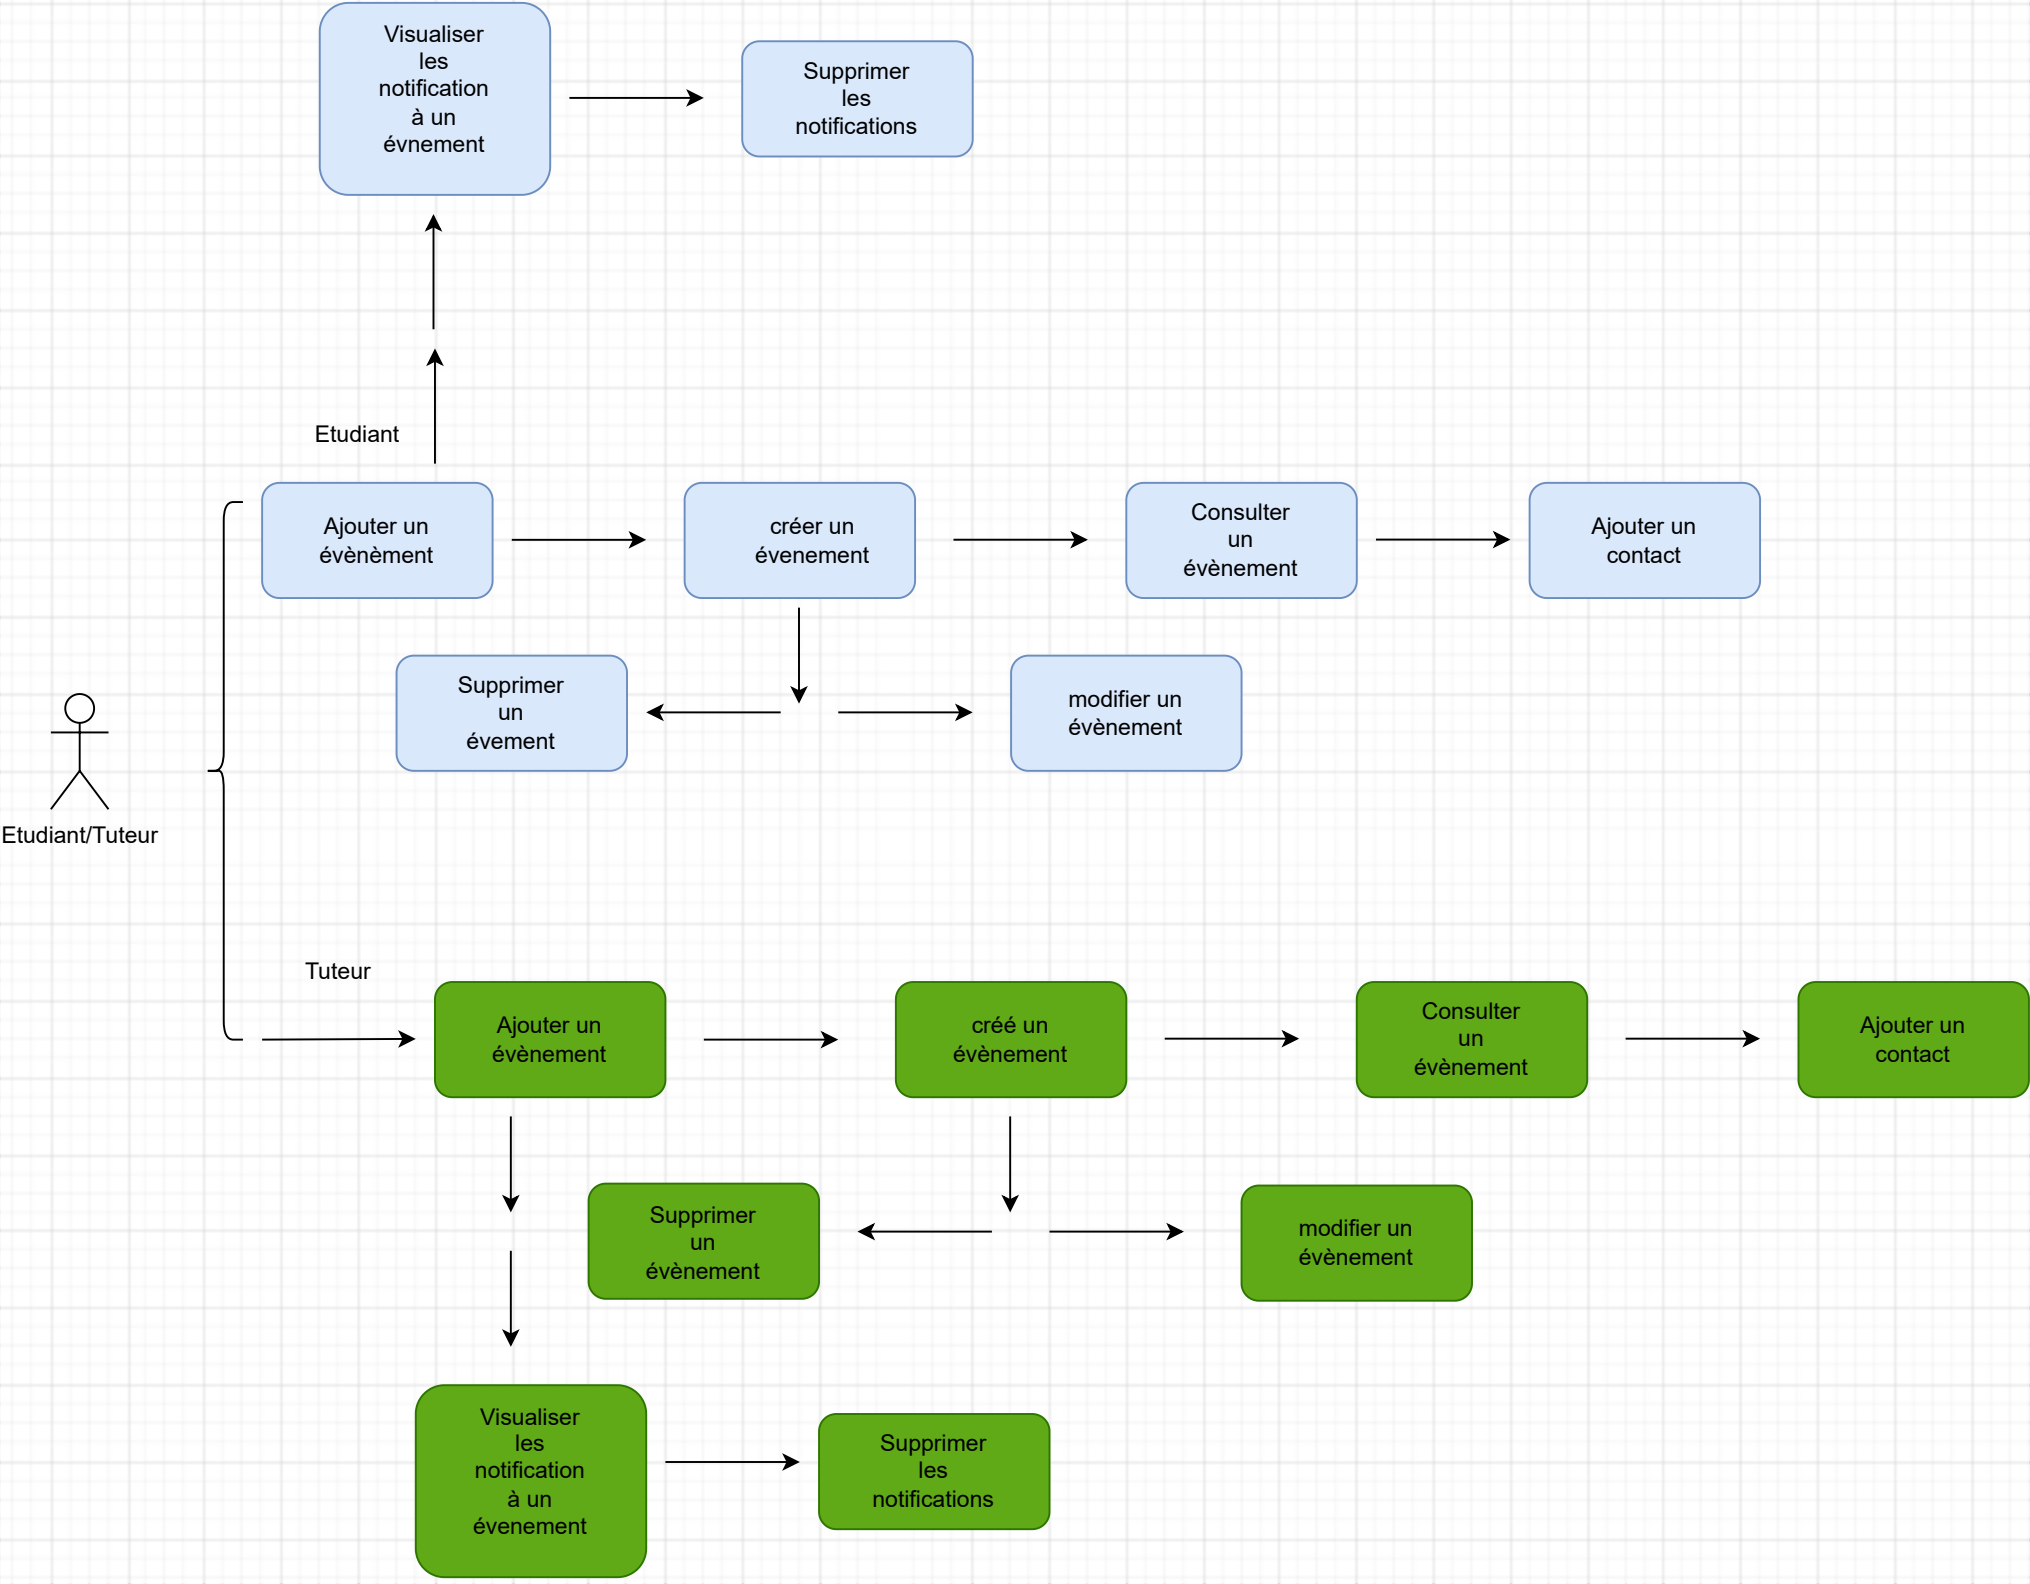 Visualiser
les
notification
à un
évnement
Supprimer
les
notifications
Etudiant
Ajouter un
évènèment
créer un
évenement
Consulter
un
évènement
Ajouter un
contact
Supprimer
un
évement
modifier un
évènement
Etudiant/Tuteur
Tuteur
Ajouter un
évènement
créé un
évènement
Consulter
un
évènement
Ajouter un
contact
Supprimer
un
évènement
modifier un
évènement
Visualiser
les
notification
à un
évenement
Supprimer
les
notifications